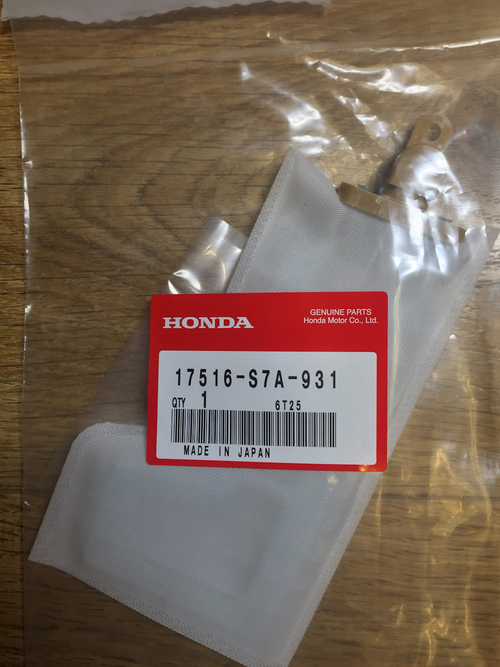 HONDA
GENUINE PARTS
Honda Motor Co., Ltd.
17516-S7A-931
QTY 1 6T25
MADE IN JAPAN